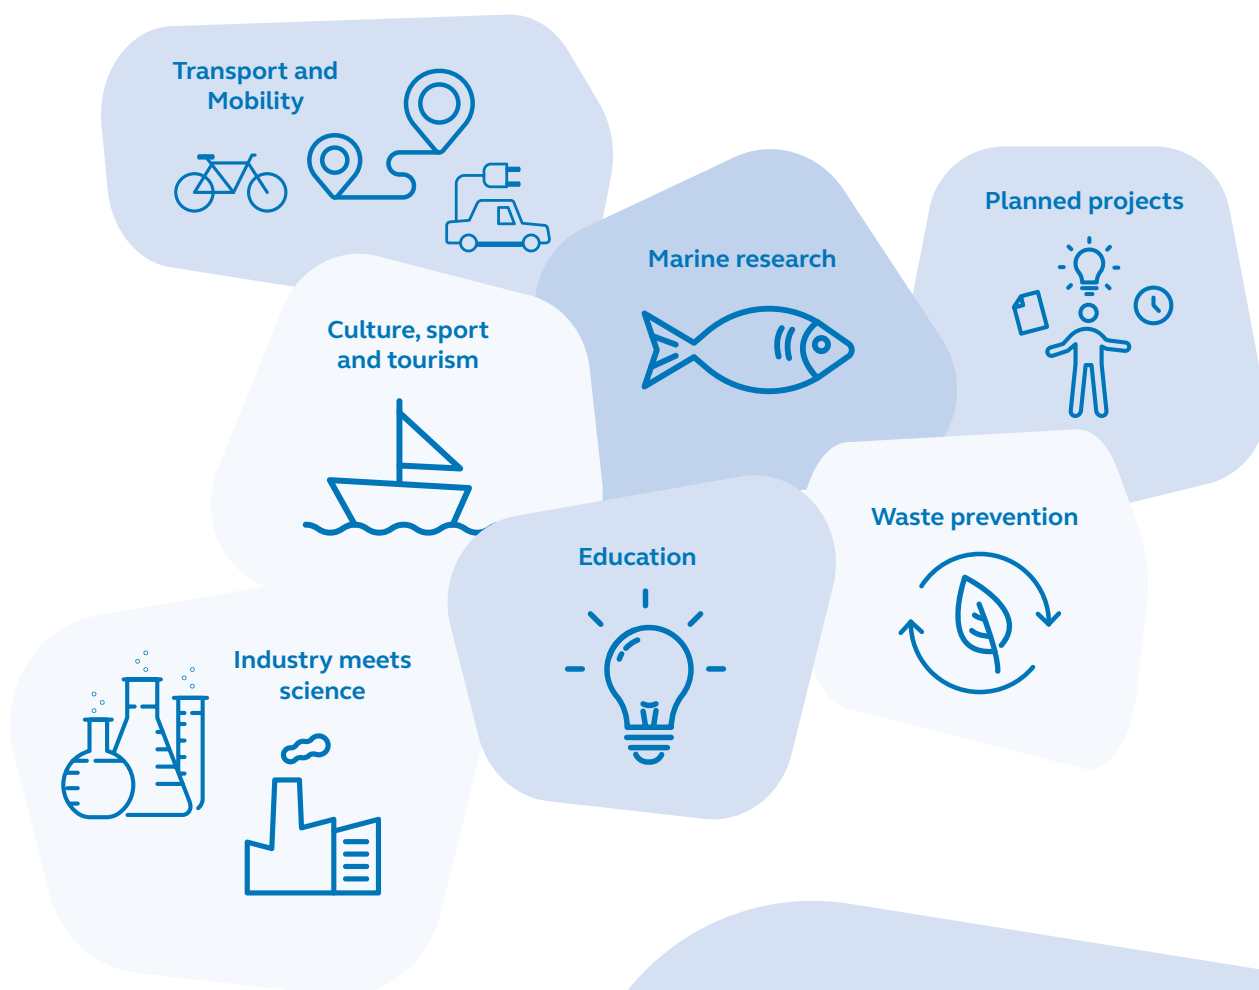 Transport and
Mobility
Planned projects
Marine research
Culture, sport
and tourism
Waste prevention
Education
Industry meets
science